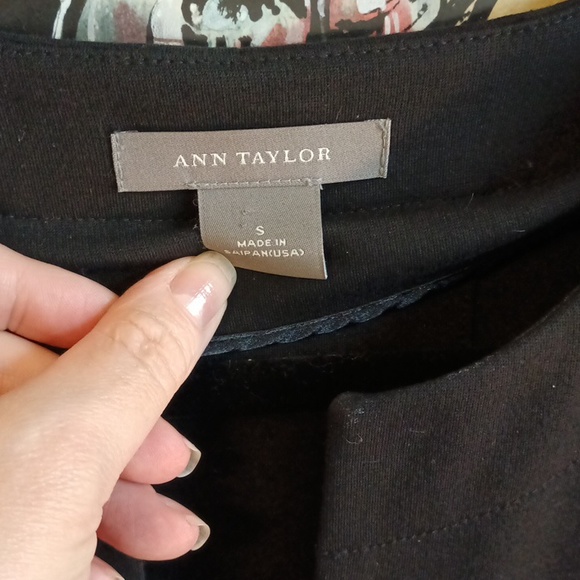 ANN TAYLOR
S
MADE IN
SAIPAN(USA)